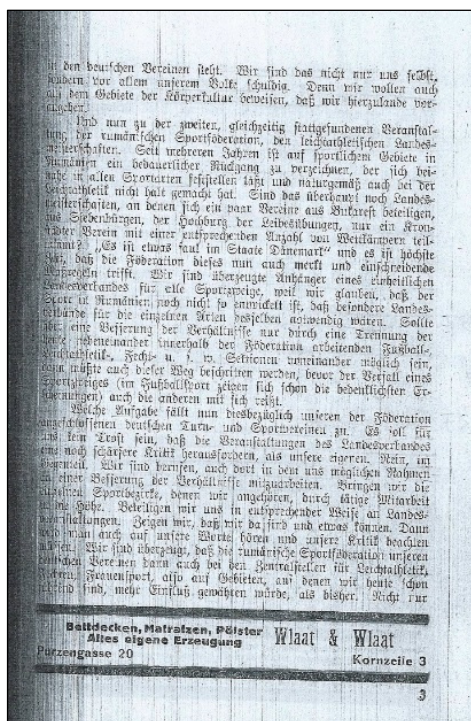 in den deutschen Vereinen steht. Wir sind das nicht nur uns selbst,
sondern vor allem unserem Volke schuldig. Denn wir wollen auch
auf dem Gebiete der Körperkultur beweisen, daß wir hierzulande vor-
angehen.
Und nun zu der zweiten, gleichzeitig stattgefundenen Veranstal-
tung der rumänischen Sportföderation, den leichtathletischen Landes-
meisterschaften. Seit mehreren Jahren ist auf sportlichem Gebiete in
Rumänien ein bedauerlicher Rückgang zu verzeichnen, der sich bei-
nahe in allen Sportarten feststellen läßt und naturgemäß auch bei der
Leichtathletik nicht halt gemacht hat. Sind das überhaupt noch Landes-
meisterschaften, an denen sich ein paar Vereine aus Bukarest beteiligen,
aus Siebenbürgen, der Hochburg der Leibesübungen, nur ein Kron-
städter Verein mit einer entsprechenden Anzahl von Wettkämpern teil-
nimmt? „Es ist etwas faul im Staate Dänemark" und es ist höchste
Zeit, daß die Föderation dieses nun auch merkt und einschneidende
Maßregeln trifft. Wir sind überzeugte Anhänger eines einheitlichen
Landesverbandes für alle Sportzweige, weil wir glauben, daß der
Sport in Rumänien noch nicht so entwickelt ist, daß besondere Landes-
verbände für die einzelnen Arten desselben notwendig wären. Sollte
aber eine Besserung der Verhältnisse nur durch eine Trennung der
heute nebeneinander innerhalb der Föderation arbeitenden Fußball-,
Leichtathletik-, Fecht- u. s. w. Sektionen voneinander möglich sein,
dann müßte auch dieser Weg beschritten werden, bevor der Verfall eines
Sportzweiges (im Fußballsport zeigen sich schon die bedenklichsten Er-
scheinungen) auch die anderen mit sich reißt.
Welche Aufgabe fällt nun diesbezüglich unseren der Föderation
angeschlossenen deutschen Turn- und Sportvereinen zu. Es soll für
uns kein Trost sein, daß die Veranstaltungen des Landesverbandes
eine noch schärfere Kritik herausfordern, als unsere eigenen. Nein, im
Gegenteil. Wir sind berufen, auch dort in dem uns möglichen Rahmen
an einer Besserung der Verhältnisse mitzuarbeiten. Bringen wir die
einzelnen Sportbezirke, denen wir angehören, durch tätige Mitarbeit
in die Höhe. Beteiligen wir uns in entsprechender Weise an Landes-
veranstaltungen. Zeigen wir, daß wir da sind und etwas können. Dann
wird man auch auf unsere Worte hören und unsere Kritik beachten
müssen. Wir sind überzeugt, daß die rumänische Sportföderation unseren
deutschen Vereinen dann auch bei den Zentralstellen für Leichtathletik,
Frauensport, also auf Gebieten, auf denen wir heute schon
führend sind, mehr Einfluß gewähren würde, als bisher. Nicht nur
Bettdecken, Matratzen, Pölster
Alles eigene Erzeugung
Wlaat & Wlaat
Purzengasse 20
Kornzeile 3
3